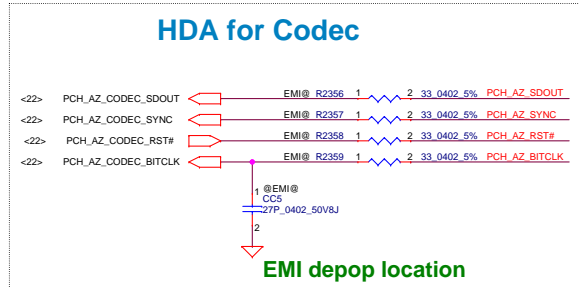 HDA for Codec
<22> PCH_AZ_CODEC_SDOUT EMI@ R2356 1 2 33_0402_5% PCH_AZ_SDOUT
<22> PCH_AZ_CODEC_SYNC EMI@ R2357 1 2 33_0402_5% PCH_AZ_SYNC
<22> PCH_AZ_CODEC_RST# EMI@ R2358 1 2 33_0402_5% PCH_AZ_RST#
<22> PCH_AZ_CODEC_BITCLK EMI@ R2359 1 2 33_0402_5% PCH_AZ_BITCLK
1 @EMI@
CC5
27P_0402_50V8J
2
EMI depop location